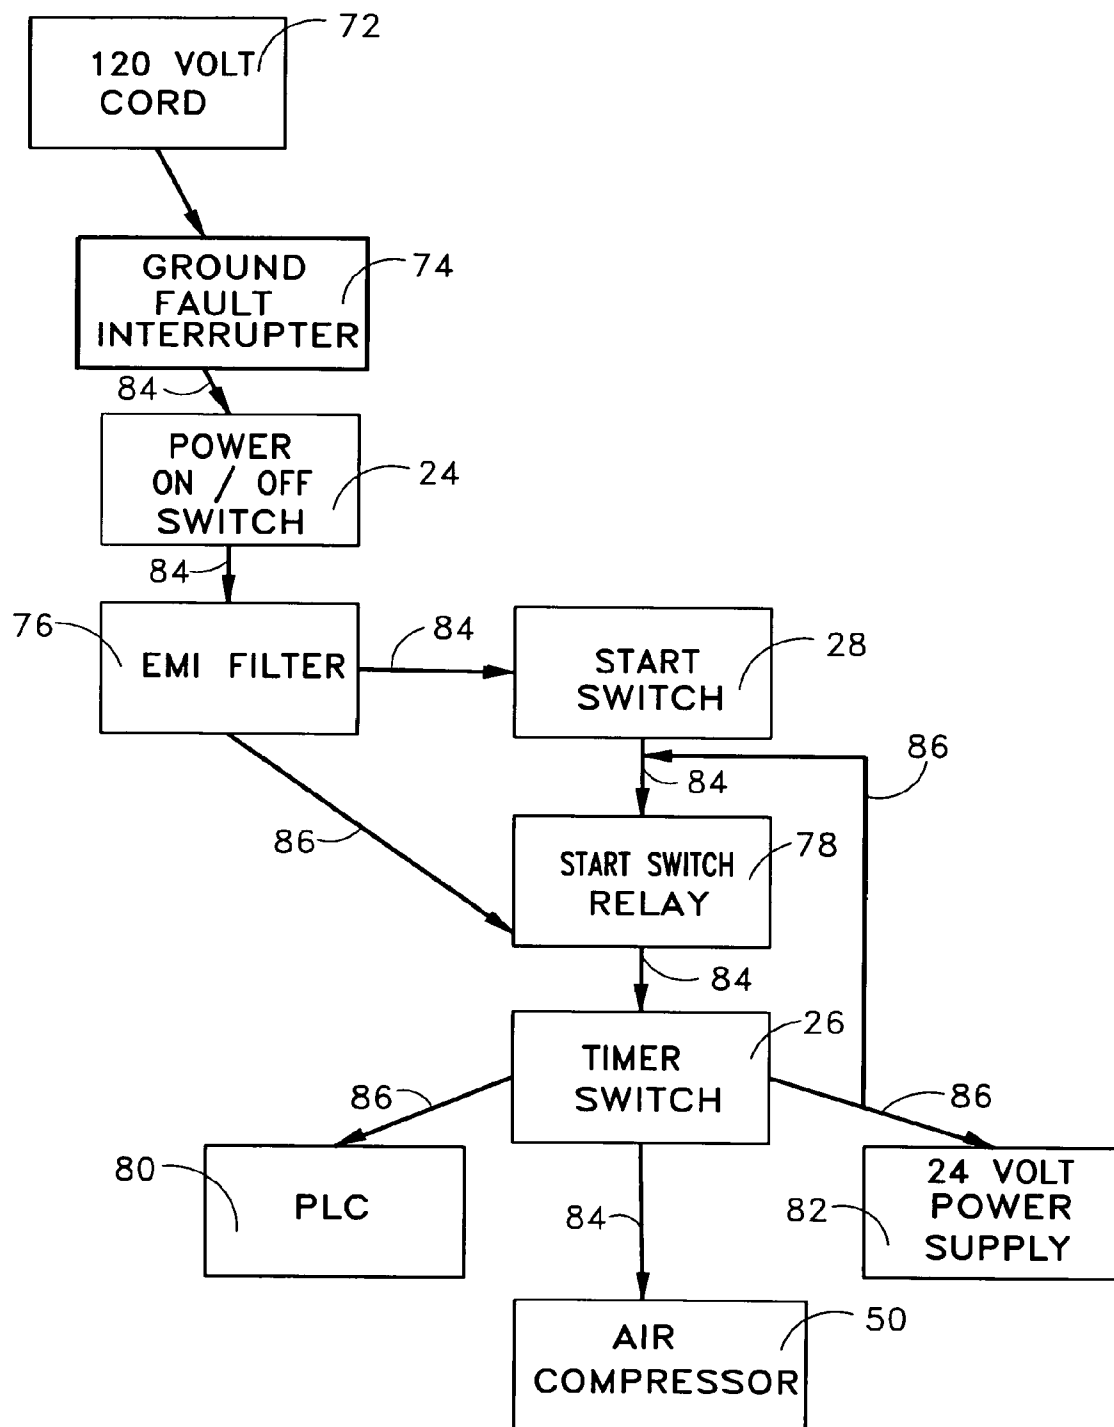 72
120 VOLT
CORD
74
GROUND
FAULT
INTERRUPTER
84
POWER
ON / OFF
SWITCH
24
84
76
EMI FILTER
84
START
SWITCH
28
86
84
86
START SWITCH
RELAY
78
84
26
TIMER
SWITCH
86
86
80
PLC
84
82
24 VOLT
POWER
SUPPLY
50
AIR
COMPRESSOR